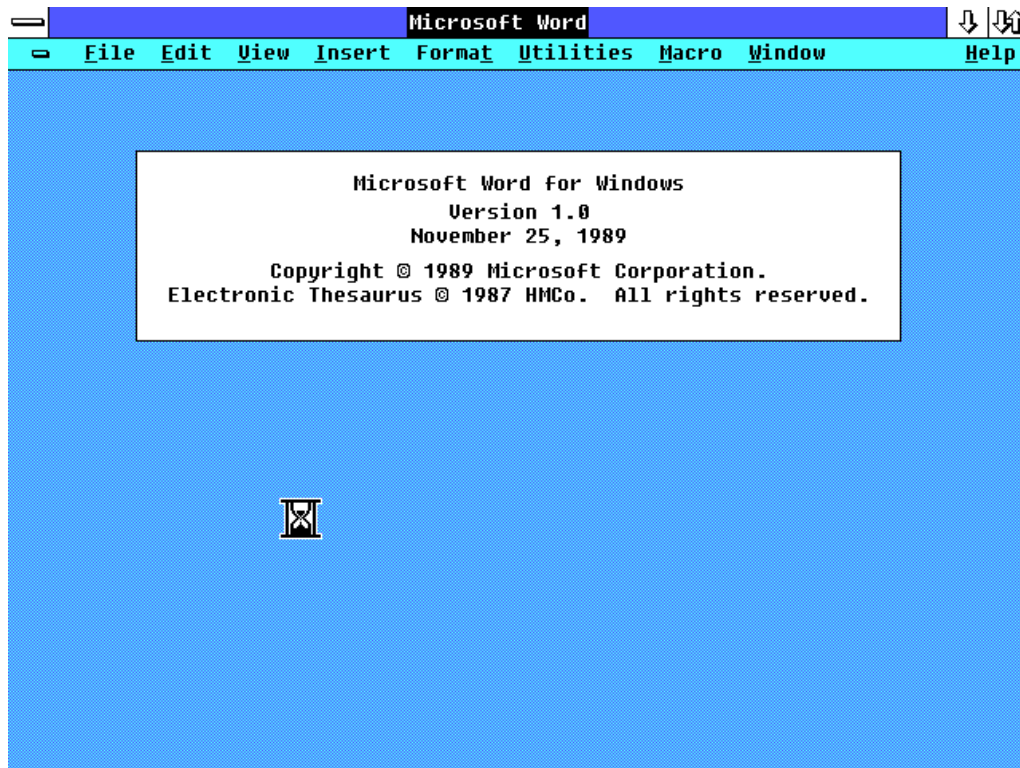 Microsoft Word
File Edit View Insert Format Utilities Macro Window Help
Microsoft Word for Windows
Version 1.0
November 25, 1989
Copyright © 1989 Microsoft Corporation.
Electronic Thesaurus © 1987 HMCo. All rights reserved.